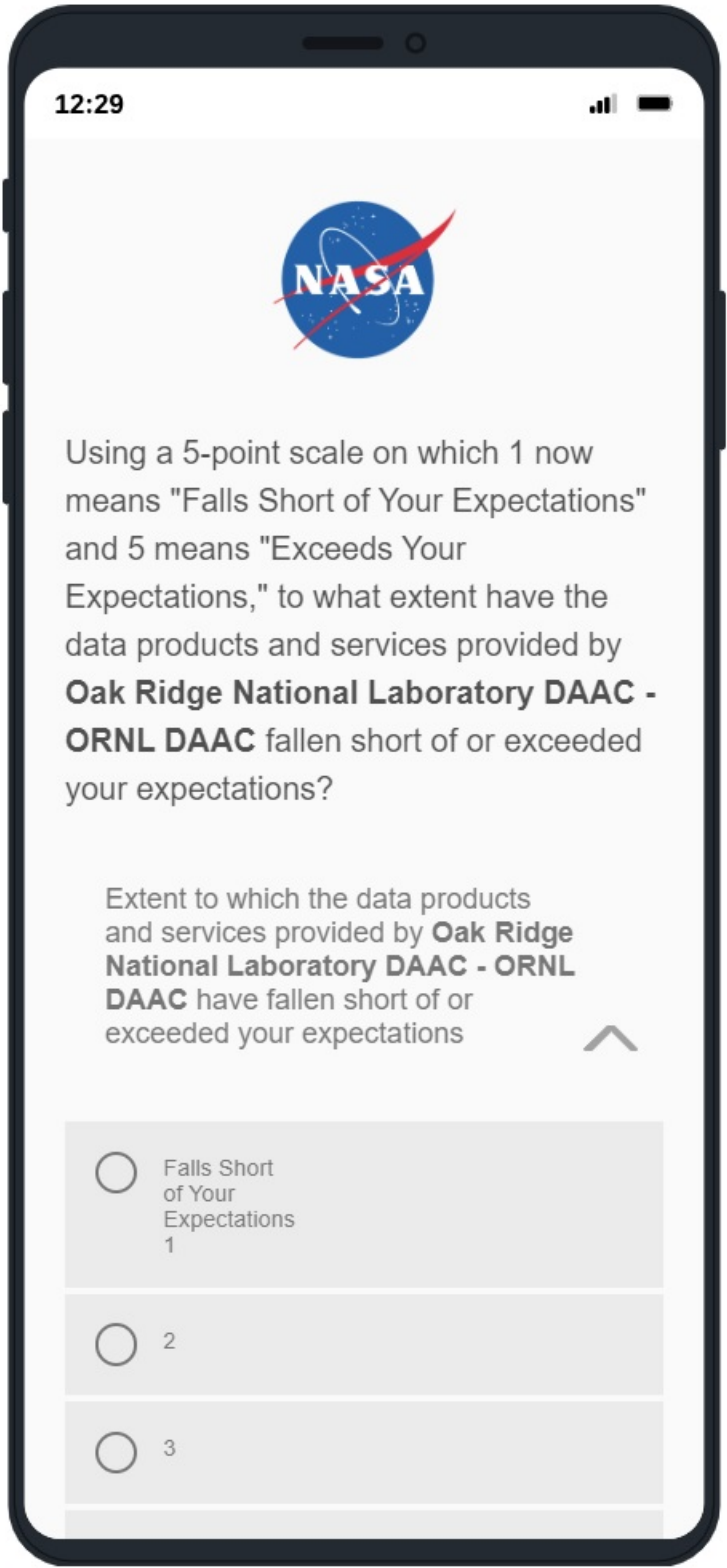 12:29
NASA
Using a 5-point scale on which 1 now
means "Falls Short of Your Expectations"
and 5 means "Exceeds Your
Expectations," to what extent have the
data products and services provided by
Oak Ridge National Laboratory DAAC -
ORNL DAAC fallen short of or exceeded
your expectations?
Extent to which the data products
and services provided by Oak Ridge
National Laboratory DAAC - ORNL
DAAC have fallen short of or
exceeded your expectations
Falls Short
of Your
Expectations
1
2
3